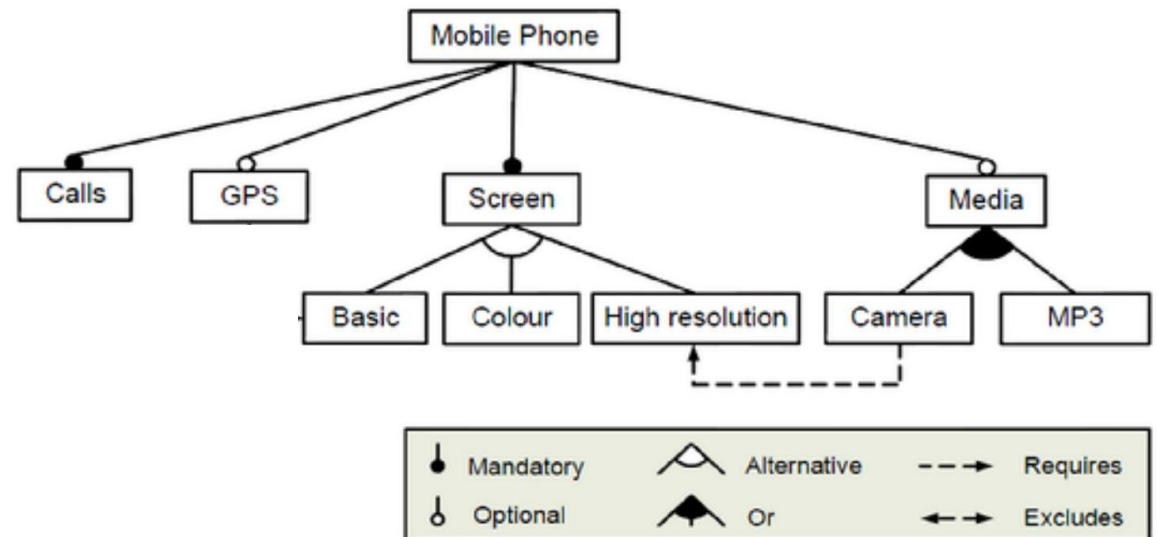 Mobile Phone
Calls
GPS
Screen
Media
Basic
Colour
High resolution
Camera
MP3
Mandatory
Alternative
Requires
Optional
Or
Excludes